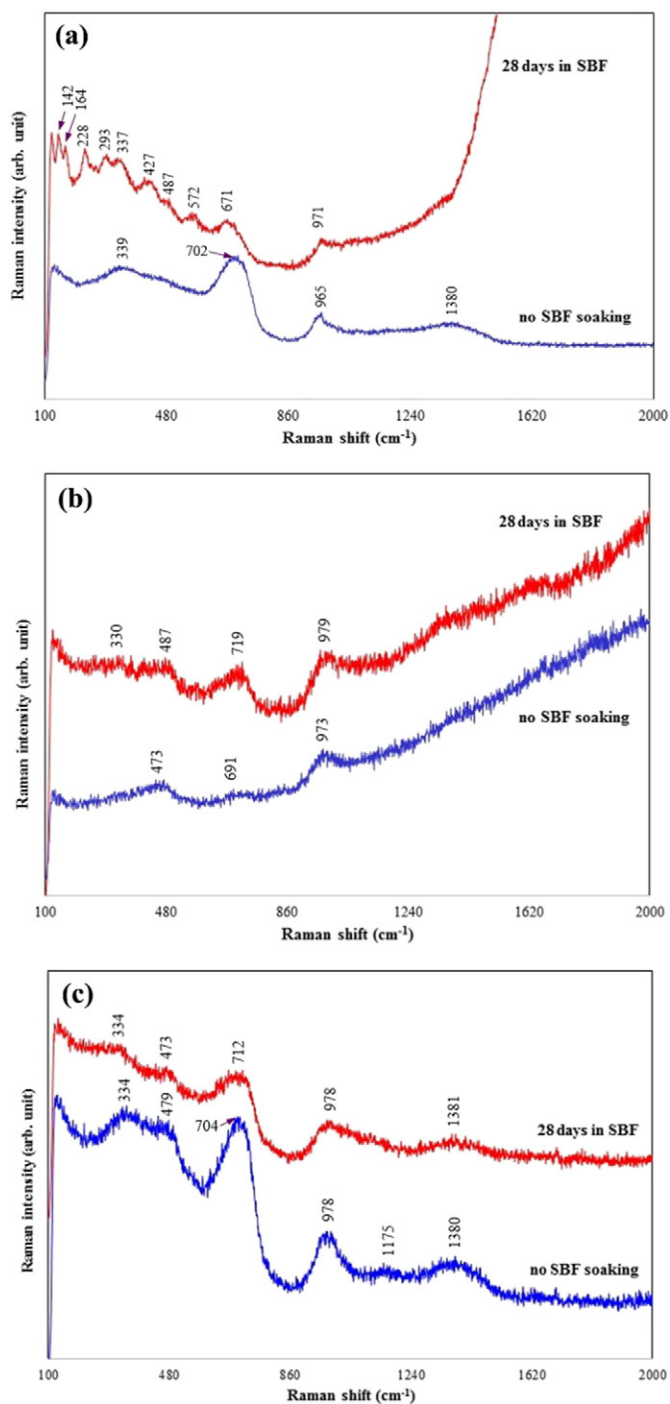 (a)
28 days in SBF
142
164
228
293
337
427
487
572
671
971
339
702
965
1380
no SBF soaking
Raman intensity (arb. unit)
100 480 860 1240 1620 2000
Raman shift (cm⁻¹)
(b)
28 days in SBF
330
487
719
979
no SBF soaking
473
691
973
Raman intensity (arb. unit)
100 480 860 1240 1620 2000
Raman shift (cm⁻¹)
(c)
334
473
712
978
1381
28 days in SBF
334
479
704
978
1175
1380
no SBF soaking
Raman intensity (arb. unit)
100 480 860 1240 1620 2000
Raman shift (cm⁻¹)